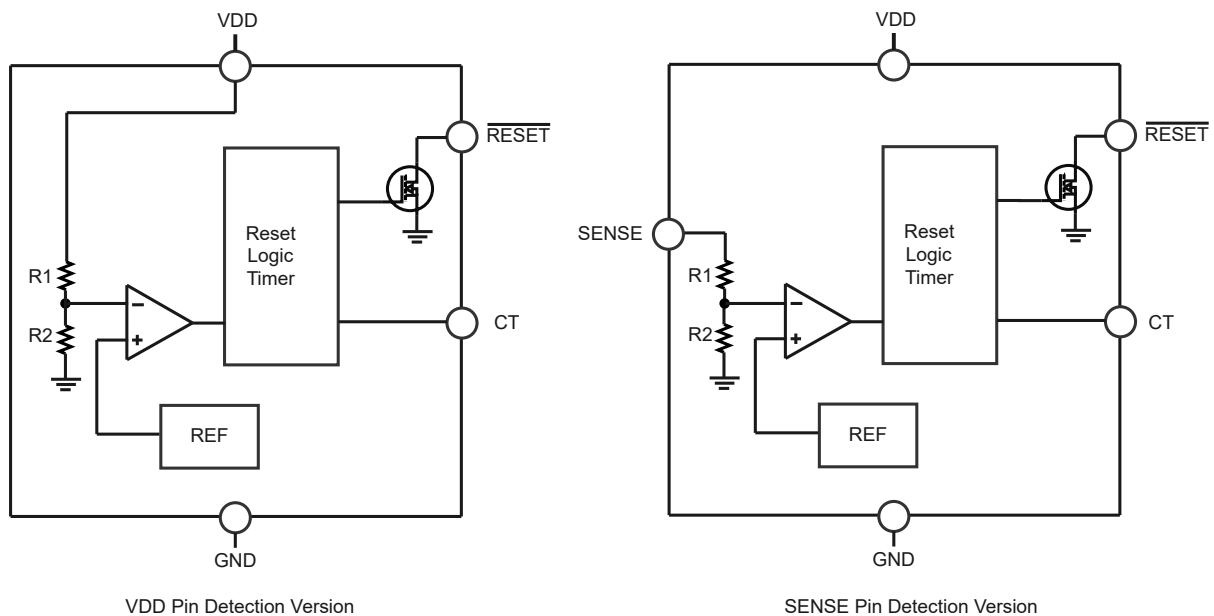 VDD
RESET
R1
R2
−
+
Reset
Logic
Timer
CT
REF
GND
VDD Pin Detection Version
VDD
RESET
SENSE
R1
R2
−
+
Reset
Logic
Timer
CT
REF
GND
SENSE Pin Detection Version